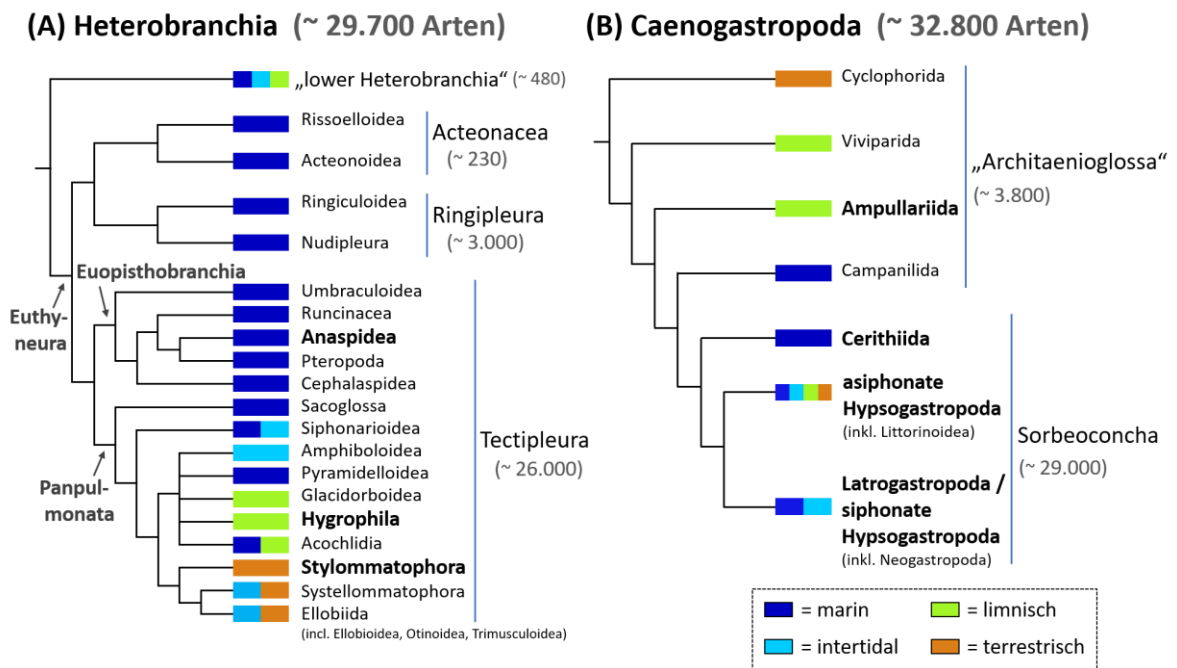 (A) Heterobranchia (~ 29.700 Arten)
„lower Heterobranchia“ (~ 480)
Rissoelloidea
Acteonoidea
Acteonacea
(~ 230)
Ringiculoidea
Nudipleura
Ringipleura
(~ 3.000)
Euopisthobranchia
Euthy-
neura
Panpul-
monata
Umbraculoidea
Runcinacea
Anaspidea
Pteropoda
Cephalaspidea
Sacoglossa
Siphonarioidea
Amphiboloidea
Pyramidelloidea
Glacidorboidea
Hygrophila
Acochlidia
Stylommatophora
Systellommatophora
Ellobiida
(incl. Ellobioidea, Otinoidea, Trimusculoidea)
Tectipleura
(~ 26.000)
(B) Caenogastropoda (~ 32.800 Arten)
Cyclophorida
Viviparida
Ampullariida
Campanilida
„Architaenioglossa“
(~ 3.800)
Cerithiida
asiphonate
Hypsogastropoda
(inkl. Littorinoidea)
Latrogastropoda /
siphonate
Hypsogastropoda
(inkl. Neogastropoda)
Sorbeoconcha
(~ 29.000)
= marin
= limnisch
= intertidal
= terrestrisch